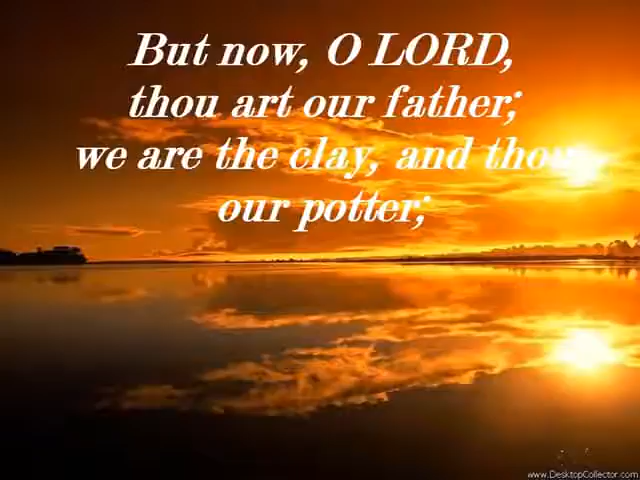 But now, O LORD,
thou art our father;
we are the clay, and thou
our potter;
www.DesktopCollector.com